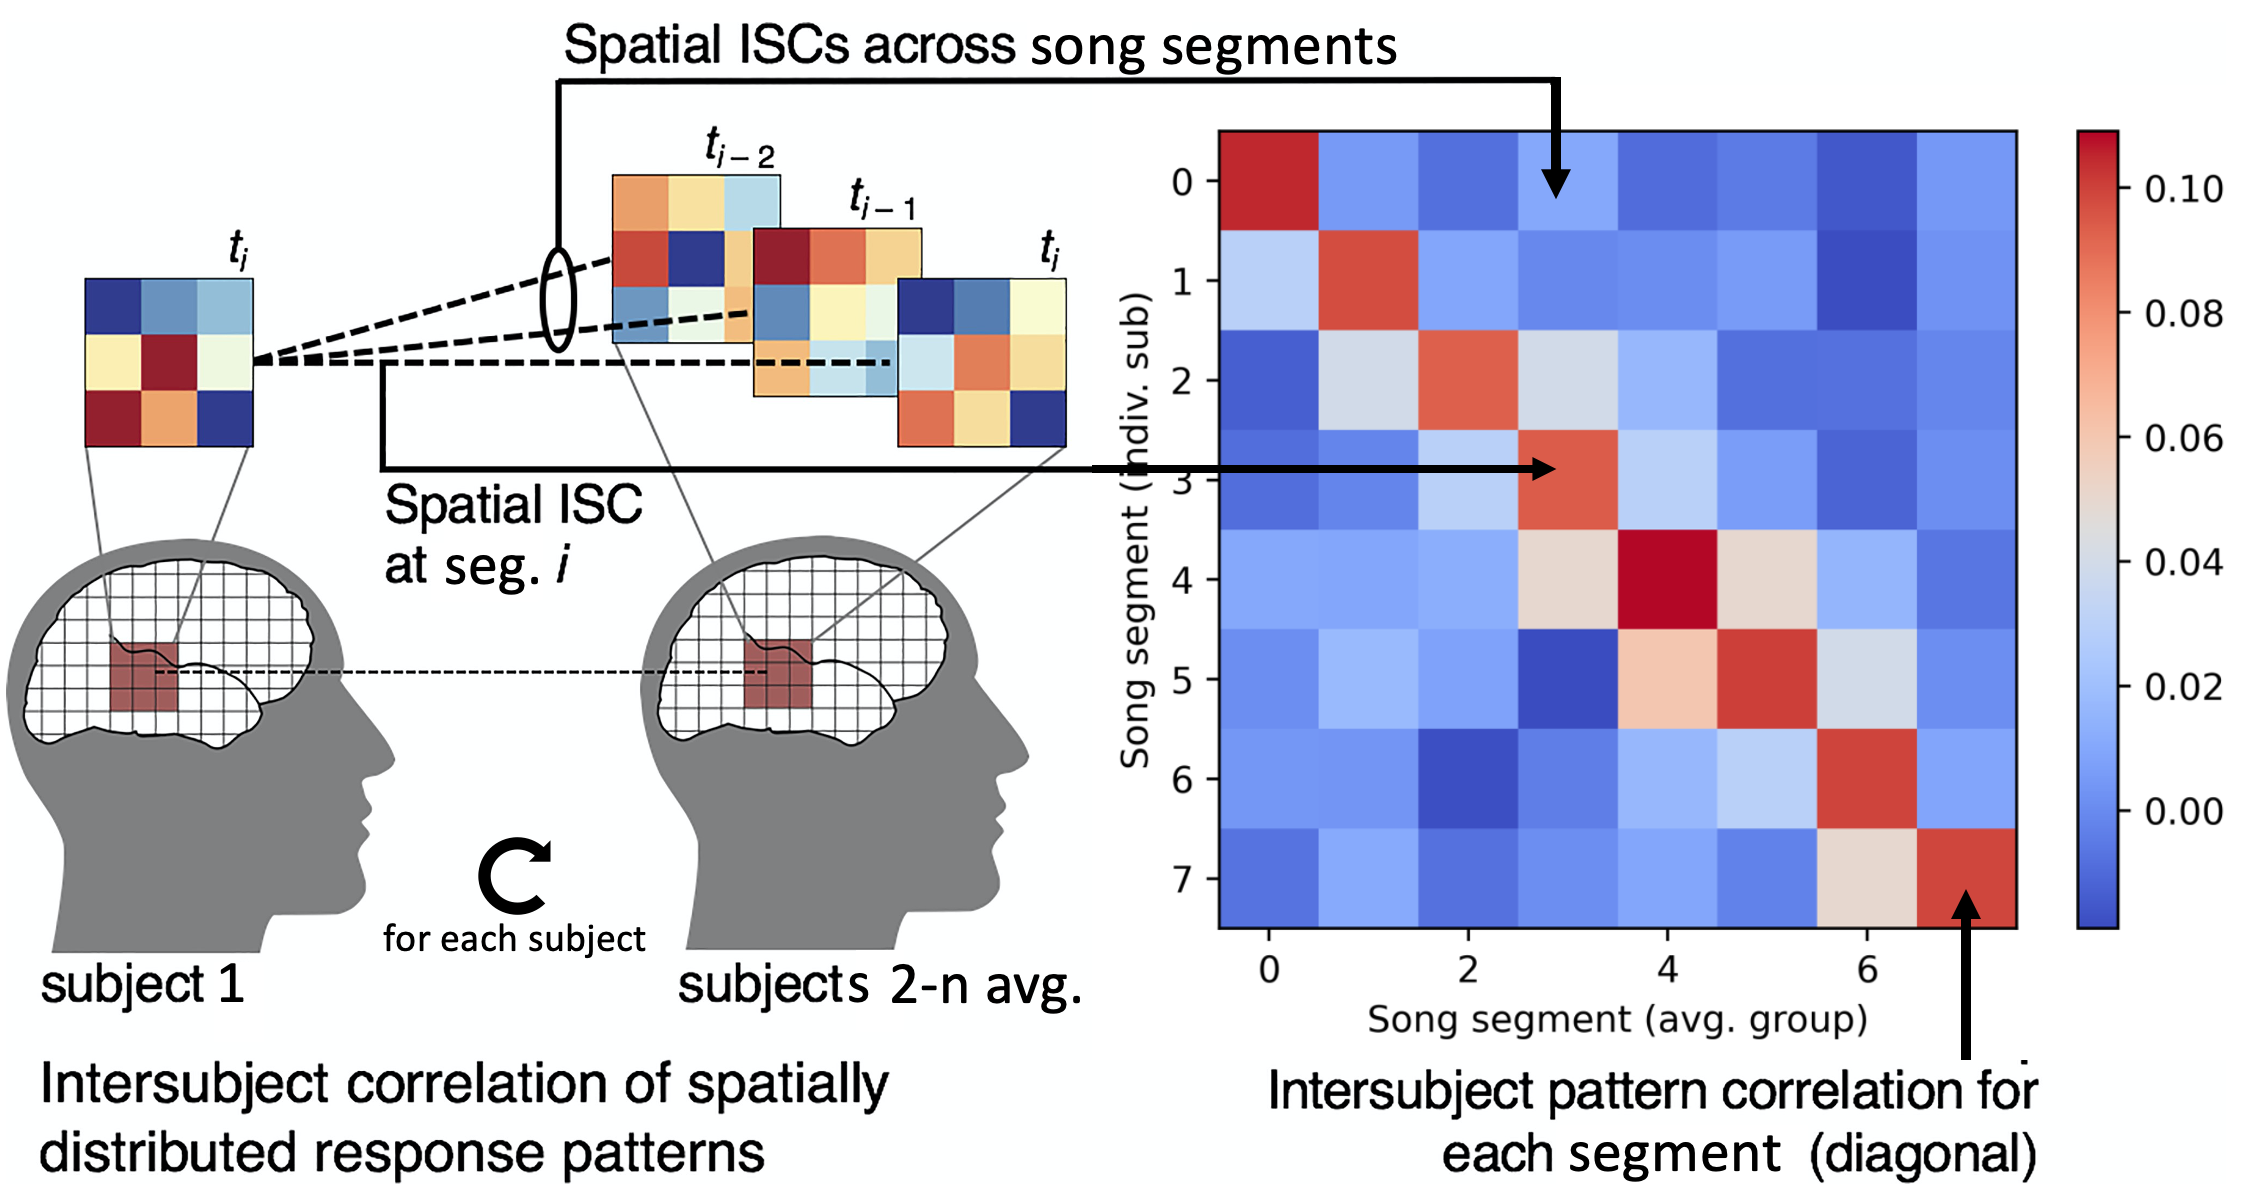 Spatial ISCs across song segments
t_{i-2}
t_{i-1}
t_i
t_i
Spatial ISC
at seg. i
for each subject
subject 1
subjects 2-n avg.
Intersubject correlation of spatially
distributed response patterns
Song segment (indiv. sub)
0
1
2
3
4
5
6
7
0
2
4
6
Song segment (avg. group)
0.10
0.08
0.06
0.04
0.02
0.00
Intersubject pattern correlation for
each segment (diagonal)